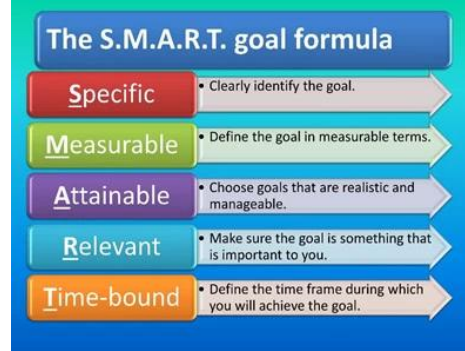 The S.M.A.R.T. goal formula
Specific
• Clearly identify the goal.
Measurable
• Define the goal in measurable terms.
Attainable
• Choose goals that are realistic and
manageable.
Relevant
• Make sure the goal is something that
is important to you.
Time-bound
• Define the time frame during which
you will achieve the goal.